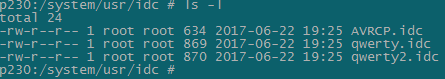 p230:/system/usr/idc # ls -l
total 24
-rw-r--r-- 1 root root 634 2017-06-22 19:25 AVRCP.idc
-rw-r--r-- 1 root root 869 2017-06-22 19:25 qwerty.idc
-rw-r--r-- 1 root root 870 2017-06-22 19:25 qwerty2.idc
p230:/system/usr/idc #